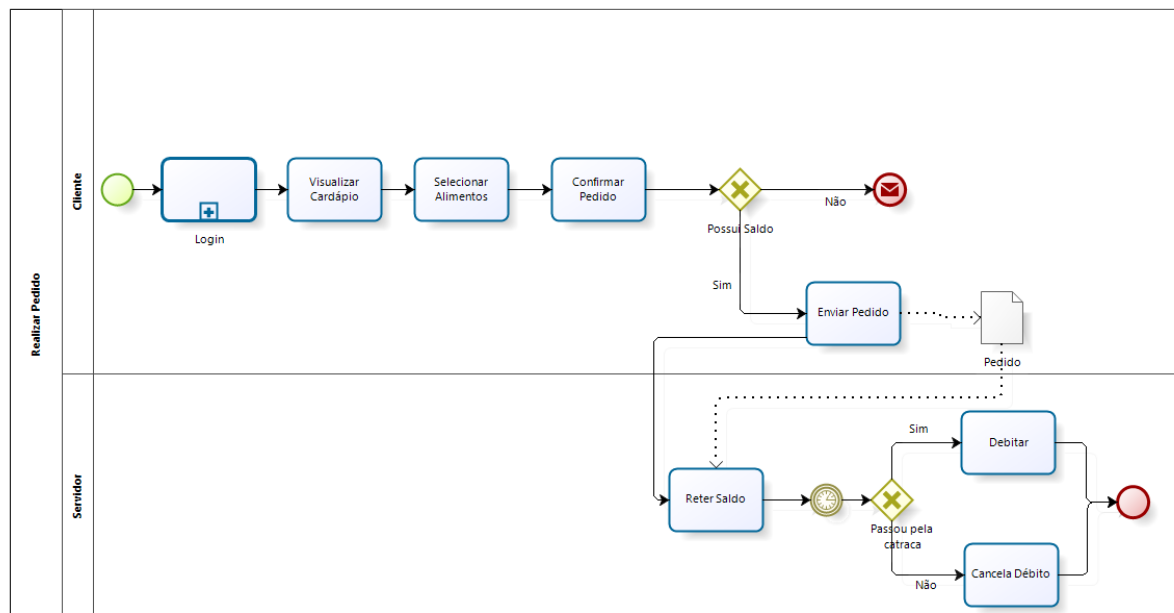 Realizar Pedido
Cliente
Login
Visualizar
Cardápio
Selecionar
Alimentos
Confirmar
Pedido
Possui Saldo
Não
Sim
Enviar Pedido
Pedido
Servidor
Reter Saldo
Passou pela
catraca
Sim
Debitar
Não
Cancela Débito